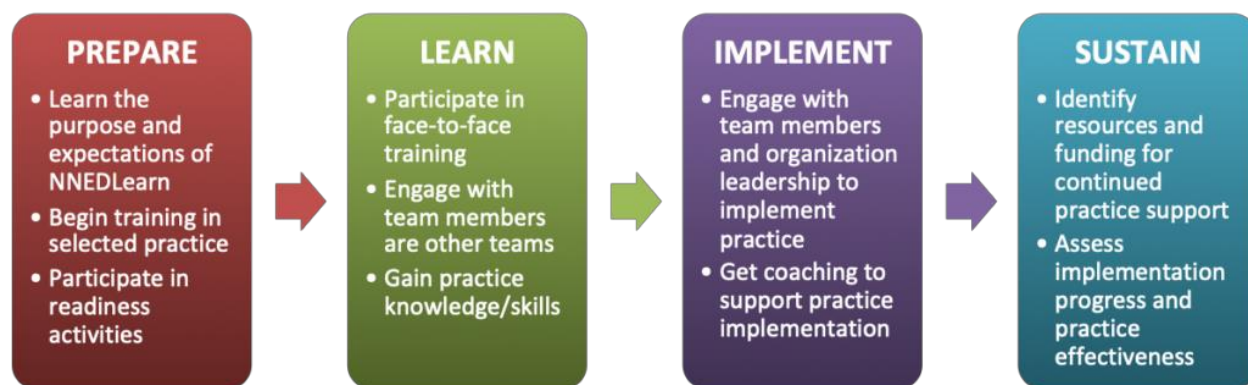 PREPARE
• Learn the
purpose and
expectations of
NNEDLearn
• Begin training in
selected practice
• Participate in
readiness
activities
LEARN
• Participate in
face-to-face
training
• Engage with
team members
are other teams
• Gain practice
knowledge/skills
IMPLEMENT
• Engage with
team members
and organization
leadership to
implement
practice
• Get coaching to
support practice
implementation
SUSTAIN
• Identify
resources and
funding for
continued
practice support
• Assess
implementation
progress and
practice
effectiveness